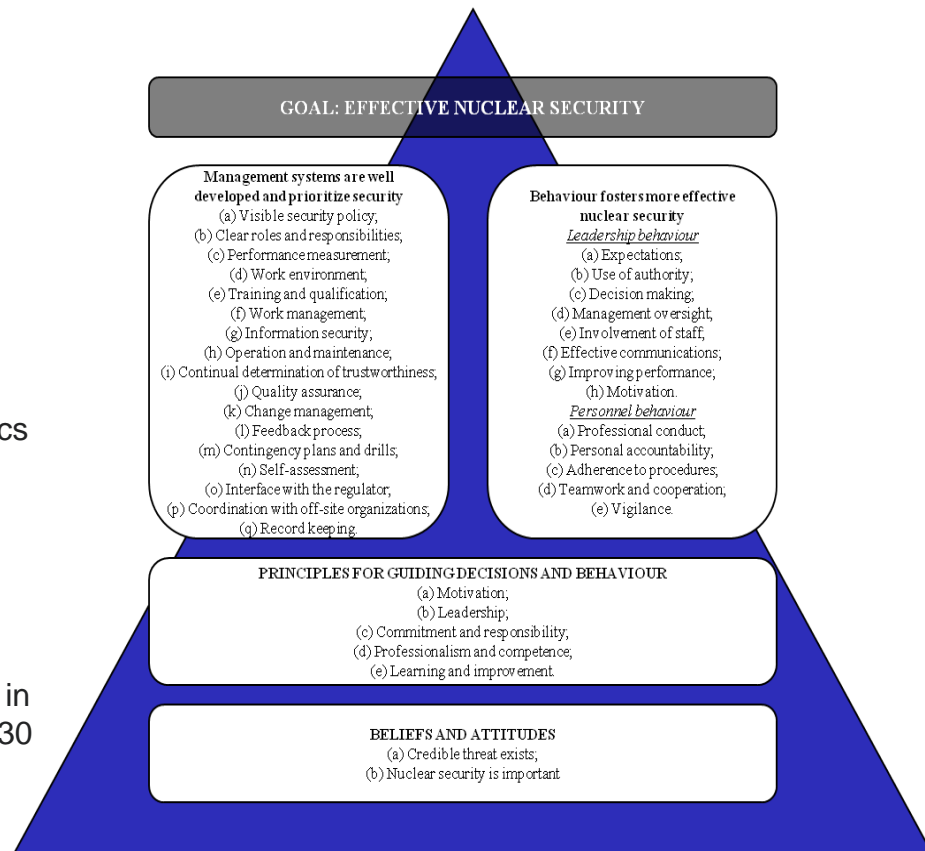 GOAL: EFFECTIVE NUCLEAR SECURITY
Management systems are well
developed and prioritize security
(a) Visible security policy;
(b) Clear roles and responsibilities;
(c) Performance measurement;
(d) Work environment;
(e) Training and qualification;
(f) Work management;
(g) Information security;
(h) Operation and maintenance;
(i) Continual determination of trustworthiness;
(j) Quality assurance;
(k) Change management;
(l) Feedback process;
(m) Contingency plans and drills;
(n) Self-assessment;
(o) Interface with the regulator;
(p) Coordination with off-site organizations;
(q) Record keeping.
Behaviour fosters more effective
nuclear security
Leadership behaviour
(a) Expectations;
(b) Use of authority;
(c) Decision making;
(d) Management oversight;
(e) Involvement of staff;
(f) Effective communications;
(g) Improving performance;
(h) Motivation.
Personnel behaviour
(a) Professional conduct;
(b) Personal accountability;
(c) Adherence to procedures;
(d) Teamwork and cooperation;
(e) Vigilance.
cs
PRINCIPLES FOR GUIDING DECISIONS AND BEHAVIOUR
(a) Motivation;
(b) Leadership;
(c) Commitment and responsibility;
(d) Professionalism and competence;
(e) Learning and improvement.
in
30
BELIEFS AND ATTITUDES
(a) Credible threat exists;
(b) Nuclear security is important